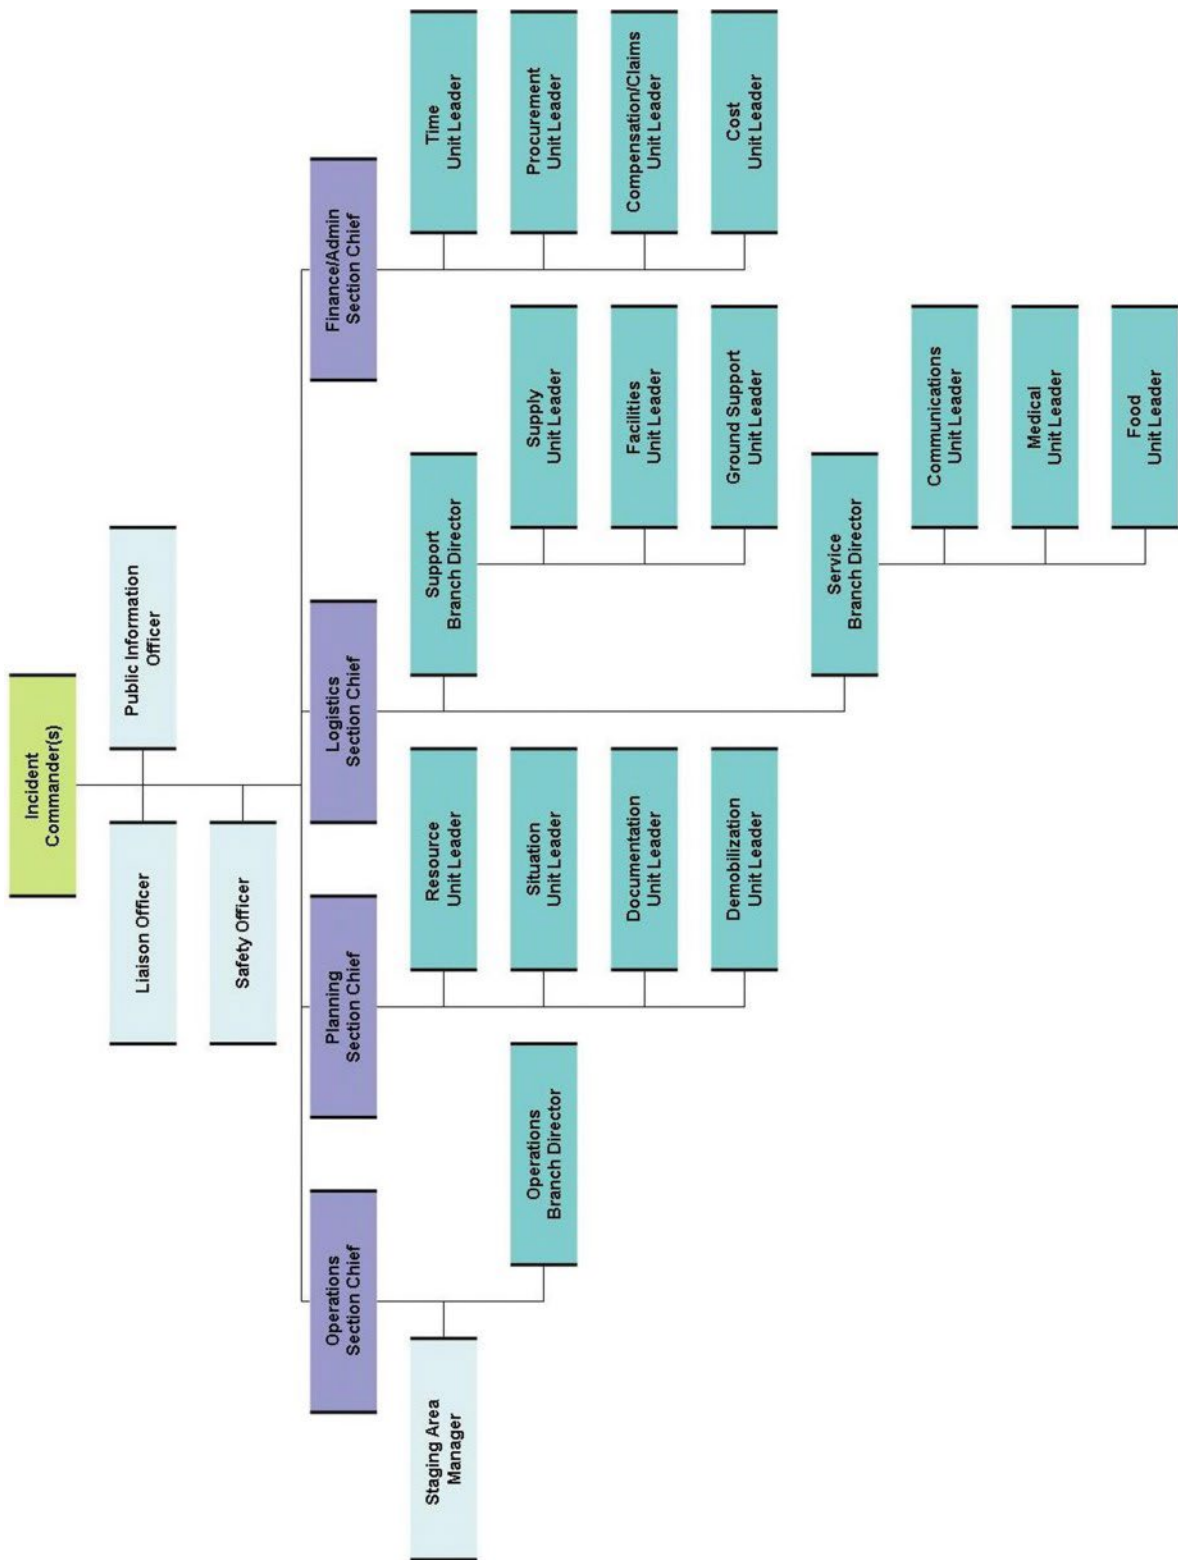 Incident
Commander(s)
Liaison Officer
Public Information
Officer
Safety Officer
Operations
Section Chief
Planning
Section Chief
Logistics
Section Chief
Finance/Admin
Section Chief
Staging Area
Manager
Operations
Branch Director
Resource
Unit Leader
Situation
Unit Leader
Documentation
Unit Leader
Demobilization
Unit Leader
Support
Branch Director
Supply
Unit Leader
Facilities
Unit Leader
Ground Support
Unit Leader
Service
Branch Director
Communications
Unit Leader
Medical
Unit Leader
Food
Unit Leader
Time
Unit Leader
Procurement
Unit Leader
Compensation/Claims
Unit Leader
Cost
Unit Leader